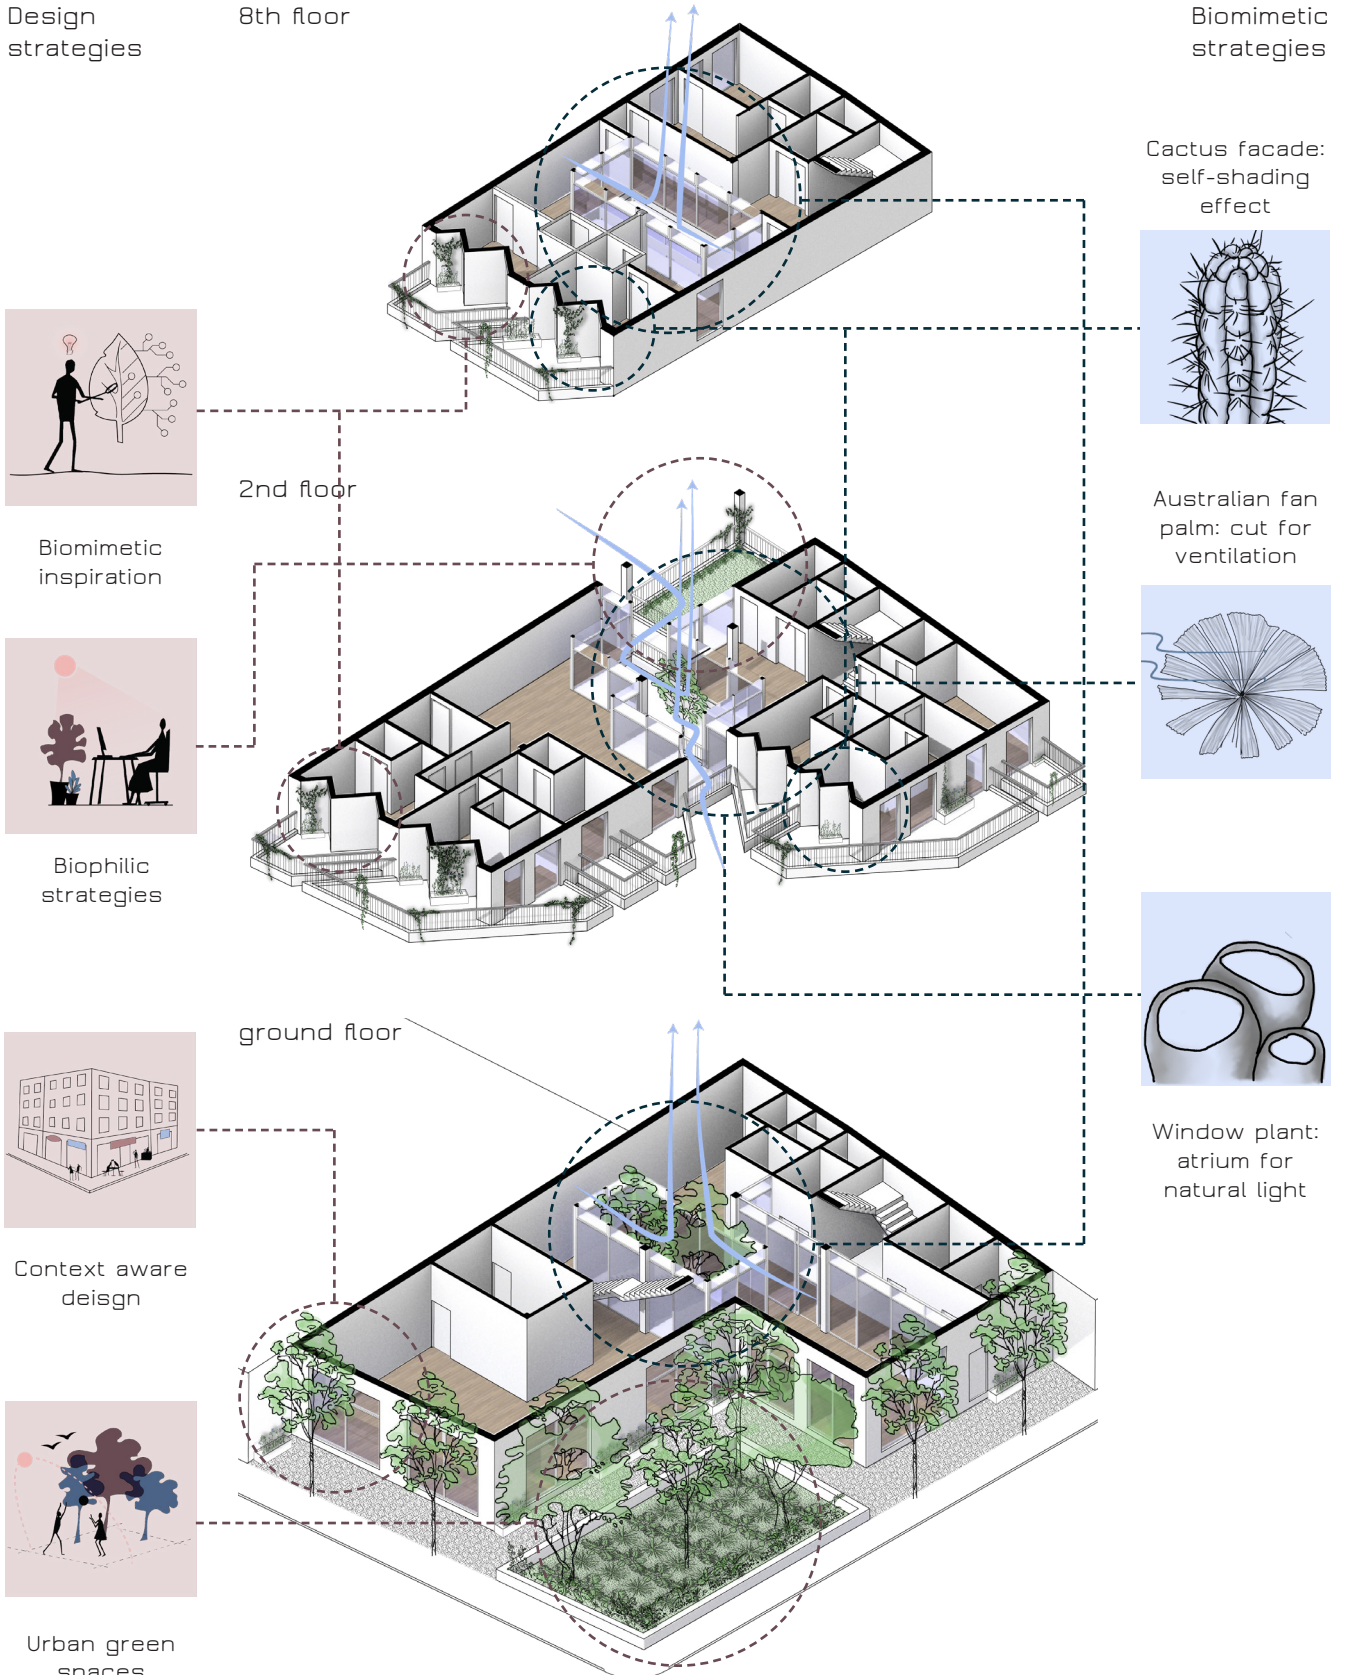 Design
strategies
8th floor
Biomimetic
strategies
Cactus facade:
self-shading
effect
2nd floor
Biomimetic
inspiration
Australian fan
palm: cut for
ventilation
Biophilic
strategies
ground floor
Window plant:
atrium for
natural light
Context aware
deisgn
Urban green
spaces